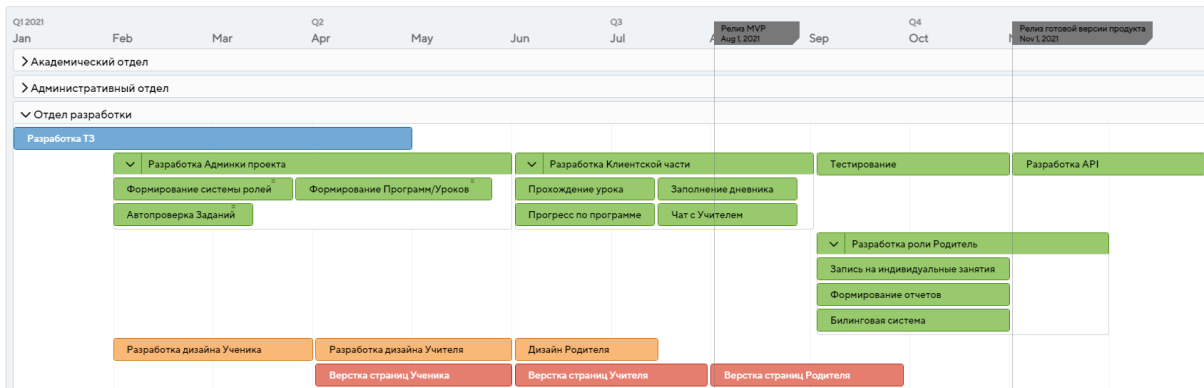 Q1 2021
Q2
Q3
Q4
Jan
Feb
Mar
Apr
May
Jun
Jul
Sep
Oct
Релиз MVP
Aug 1, 2021
Релиз готовой версии продукта
Nov 1, 2021
Академический отдел
Административный отдел
Отдел разработки
Разработка ТЗ
Разработка Админки проекта
Разработка Клиентской части
Тестирование
Разработка API
Формирование системы ролей
Формирование Программ/Уроков
Прохождение урока
Заполнение дневника
Автопроверка Заданий
Прогресс по программе
Чат с Учителем
Разработка роли Родитель
Запись на индивидуальные занятия
Формирование отчетов
Билинговая система
Разработка дизайна Ученика
Разработка дизайна Учителя
Дизайн Родителя
Верстка страниц Ученика
Верстка страниц Учителя
Верстка страниц Родителя